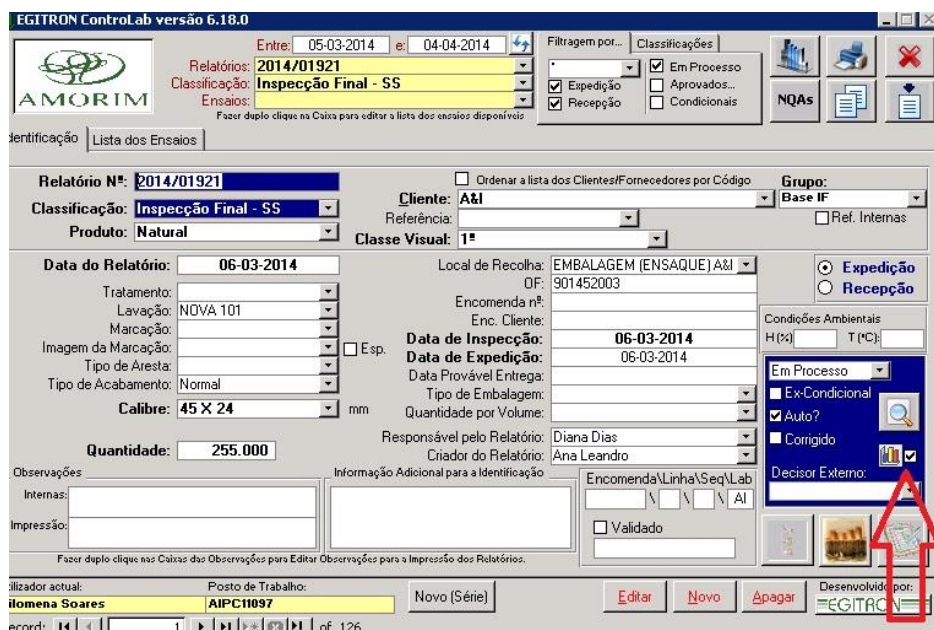 EGITRON ControLab versão 6.18.0
AMORIM
Entre: 05-03-2014 e: 04-04-2014
Relatórios: 2014/01921
Classificação: Inspecção Final - SS
Ensaios:
Fazer duplo clique na Caixa para editar a lista dos ensaios disponíveis
Filtragem por... Classificações
*
Expedição
Recepção
Em Processo
Aprovados...
Condicionais
NQAs
dentificação Lista dos Ensaios
Relatório Nº: 2014/01921
Classificação: Inspecção Final - SS
Produto: Natural
Ordenar a lista dos Clientes/Fornecedores por Código
Cliente: A&I
Referência:
Classe Visual: 1ª
Grupo:
Base IF
Ref. Internas
Data do Relatório: 06-03-2014
Tratamento:
Lavação: NOVA 101
Marcação:
Imagem da Marcação:
Esp.
Tipo de Aresta:
Tipo de Acabamento: Normal
Calibre: 45 X 24 mm
Quantidade: 255.000
Local de Recolha: EMBALAGEM (ENSAQUE) A&I
OF: 901452003
Encomenda nº:
Enc. Cliente:
Data de Inspecção: 06-03-2014
Data de Expedição: 06-03-2014
Data Provável Entrega:
Tipo de Embalagem:
Quantidade por Volume:
Responsável pelo Relatório: Diana Dias
Criador do Relatório: Ana Leandro
Expedição
Recepção
Condições Ambientais
H (%) T (ºC):
Em Processo
Ex-Condicional
Auto?
Corrigido
Decisor Externo:
Observações
Internas:
Impressão:
Informação Adicional para a Identificação
Encomenda\Linha\Seq\Lab
\ \ \ AI
Validado
Fazer duplo clique nas Caixas das Observações para Editar Observações para a Impressão dos Relatórios.
ilizador actual:
ilomena Soares
Posto de Trabalho:
AIPC11097
Novo (Série)
Editar
Novo
Apagar
Desenvolvido por:
EGITRON
ecord: 1 of 126